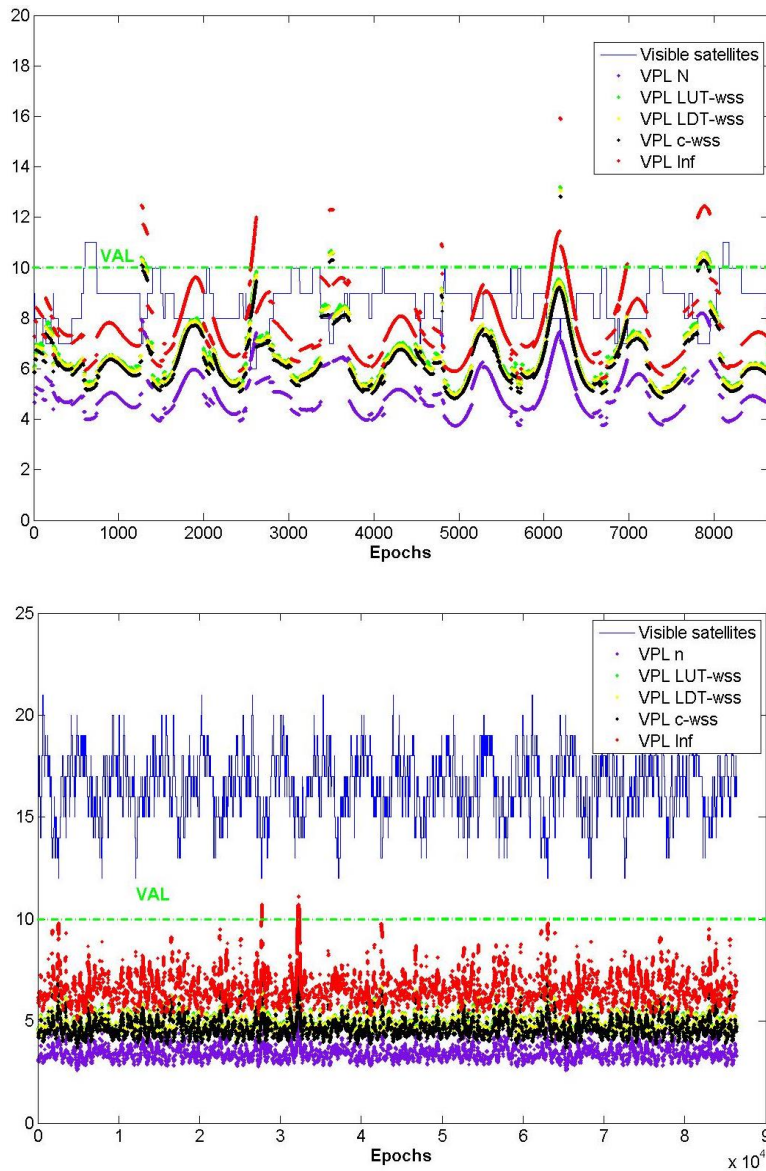 20
18
16
14
12
10
8
6
4
2
0
VAL
Visible satellites
VPL N
VPL LUT-wss
VPL LDT-wss
VPL c-wss
VPL Inf
0 1000 2000 3000 4000 5000 6000 7000 8000
Epochs
25
20
15
10
5
0
Visible satellites
VPL n
VPL LUT-wss
VPL LDT-wss
VPL c-wss
VPL Inf
VAL
0 1 2 3 4 5 6 7 8 9
Epochs
x 10⁴